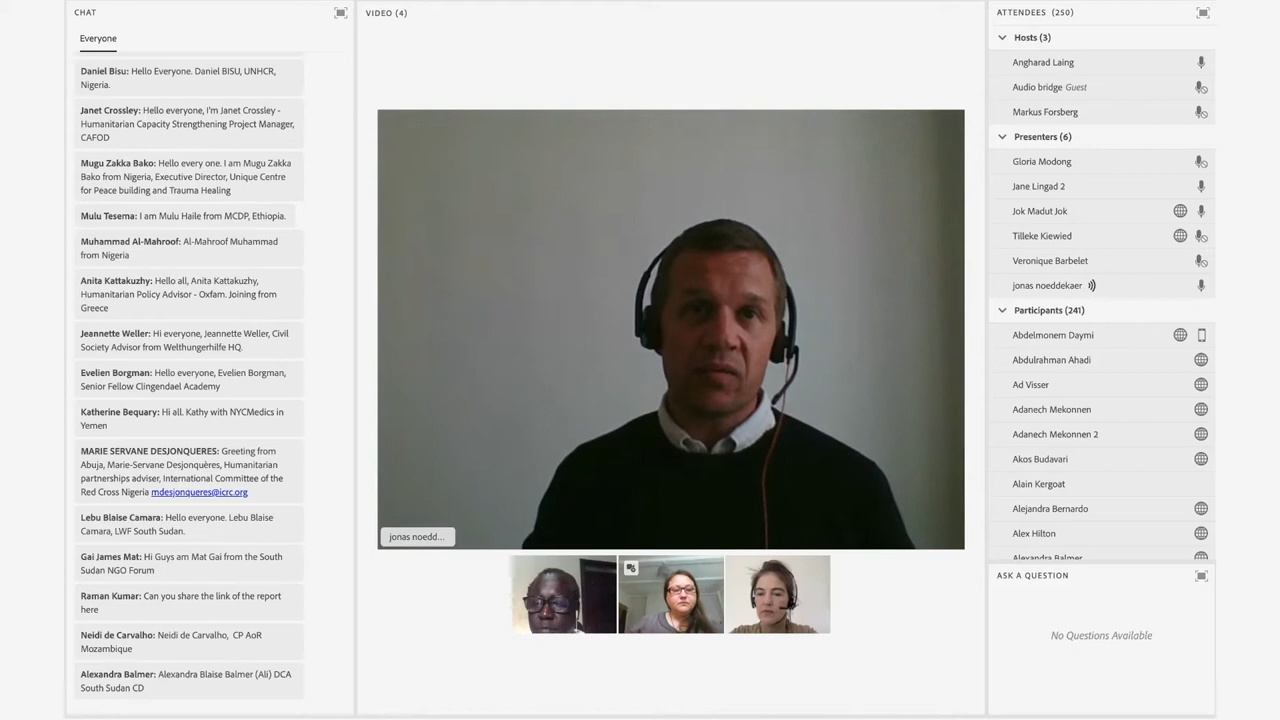 CHAT
Everyone
Daniel Bisu: Hello Everyone. Daniel BISU, UNHCR,
Nigeria.
Janet Crossley: Hello everyone, I'm Janet Crossley -
Humanitarian Capacity Strengthening Project Manager,
CAFOD
Mugu Zakka Bako: Hello every one. I am Mugu Zakka
Bako from Nigeria, Executive Director, Unique Centre
for Peace building and Trauma Healing
Mulu Tesema: I am Mulu Haile from MCDP, Ethiopia.
Muhammad Al-Mahroof: Al-Mahroof Muhammad
from Nigeria
Anita Kattakuzhy: Hello all, Anita Kattakuzhy,
Humanitarian Policy Advisor - Oxfam. Joining from
Greece
Jeannette Weller: Hi everyone, Jeannette Weller, Civil
Society Advisor from Welthungerhilfe HQ.
Evelien Borgman: Hello everyone, Evelien Borgman,
Senior Fellow Clingendael Academy
Katherine Bequary: Hi all. Kathy with NYCMedics in
Yemen
MARIE SERVANE DESJONQUERES: Greeting from
Abuja, Marie-Servane Desjonquères, Humanitarian
partnerships adviser, International Committee of the
Red Cross Nigeria mdesjonqueres@icrc.org
Lebu Blaise Camara: Hello everyone. Lebu Blaise
Camara, LWF South Sudan.
Gai James Mat: Hi Guys am Mat Gai from the South
Sudan NGO Forum
Raman Kumar: Can you share the link of the report
here
Neidi de Carvalho: Neidi de Carvalho, CP AoR
Mozambique
Alexandra Balmer: Alexandra Blaise Balmer (Ali) DCA
South Sudan CD
VIDEO (4)
jonas noedd...
ATTENDEES (250)
Hosts (3)
Angharad Laing
Audio bridge Guest
Markus Forsberg
Presenters (6)
Gloria Modong
Jane Lingad 2
Jok Madut Jok
Tilleke Kiewied
Veronique Barbelet
jonas noeddekaer
Participants (241)
Abdelmonem Daymi
Abdulrahman Ahadi
Ad Visser
Adanech Mekonnen
Adanech Mekonnen 2
Akos Budavari
Alain Kergoat
Alejandra Bernardo
Alex Hilton
Alexandra Balmer
ASK A QUESTION
No Questions Available